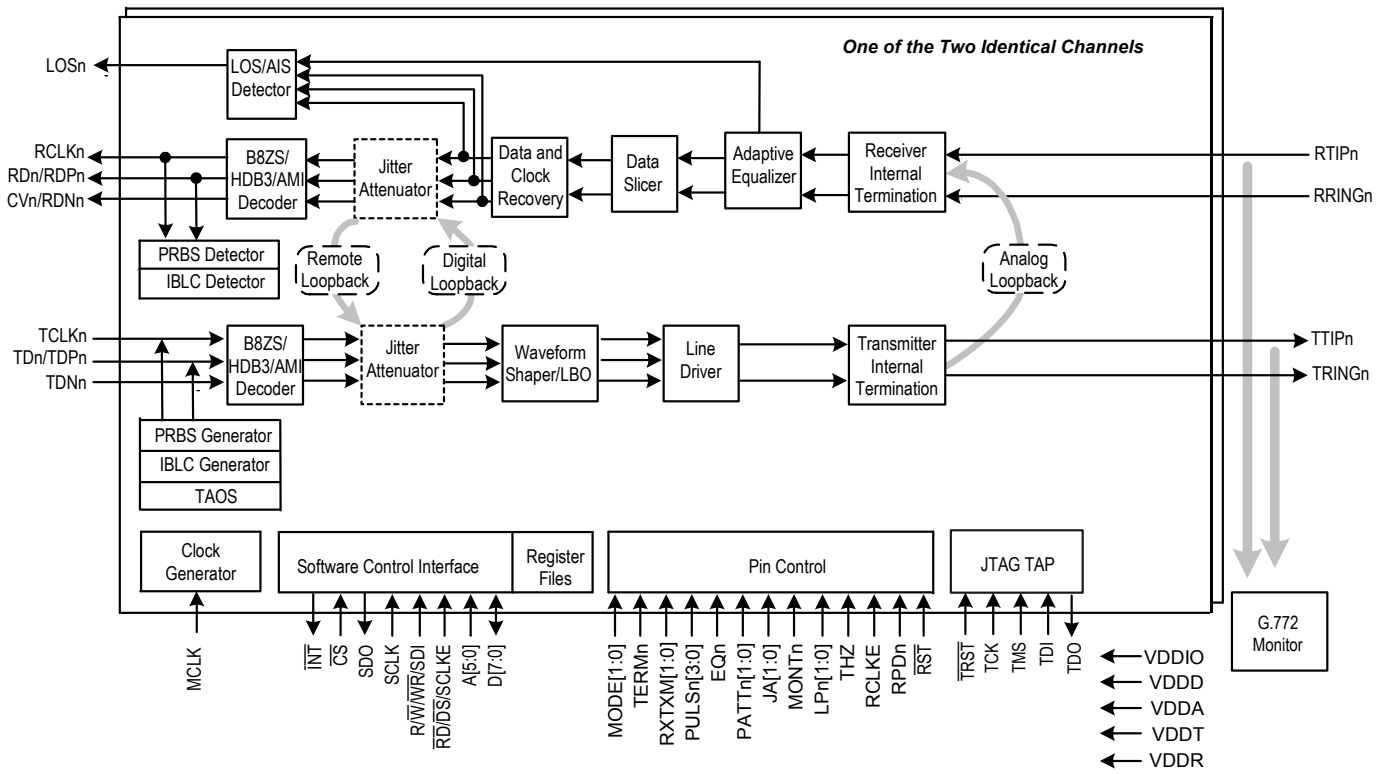 One of the Two Identical Channels
LOSn
LOS/AIS
Detector
RCLKn
RDn/RDPn
CVn/RDNn
B8ZS/
HDB3/AMI
Decoder
Jitter
Attenuator
Data and
Clock
Recovery
Data
Slicer
Adaptive
Equalizer
Receiver
Internal
Termination
RTIPn
RRINGn
PRBS Detector
IBLC Detector
Remote
Loopback
Digital
Loopback
Analog
Loopback
TCLKn
TDn/TDPn
TDNn
B8ZS/
HDB3/AMI
Decoder
Jitter
Attenuator
Waveform
Shaper/LBO
Line
Driver
Transmitter
Internal
Termination
TTIPn
TRINGn
PRBS Generator
IBLC Generator
TAOS
Clock
Generator
Software Control Interface
Register
Files
Pin Control
JTAG TAP
G.772
Monitor
MCLK
INT
CS
SDO
SCLK
R/W/WR/SDI
RD/DS/SCLKE
A[5:0]
D[7:0]
MODE[1:0]
TERMn
RXTXM[1:0]
PULSn[3:0]
EQn
PATTn[1:0]
JA[1:0]
MONTn
LPn[1:0]
THZ
RCLKE
RPDn
RST
TRST
TCK
TMS
TDI
TDO
VDDIO
VDDD
VDDA
VDDT
VDDR